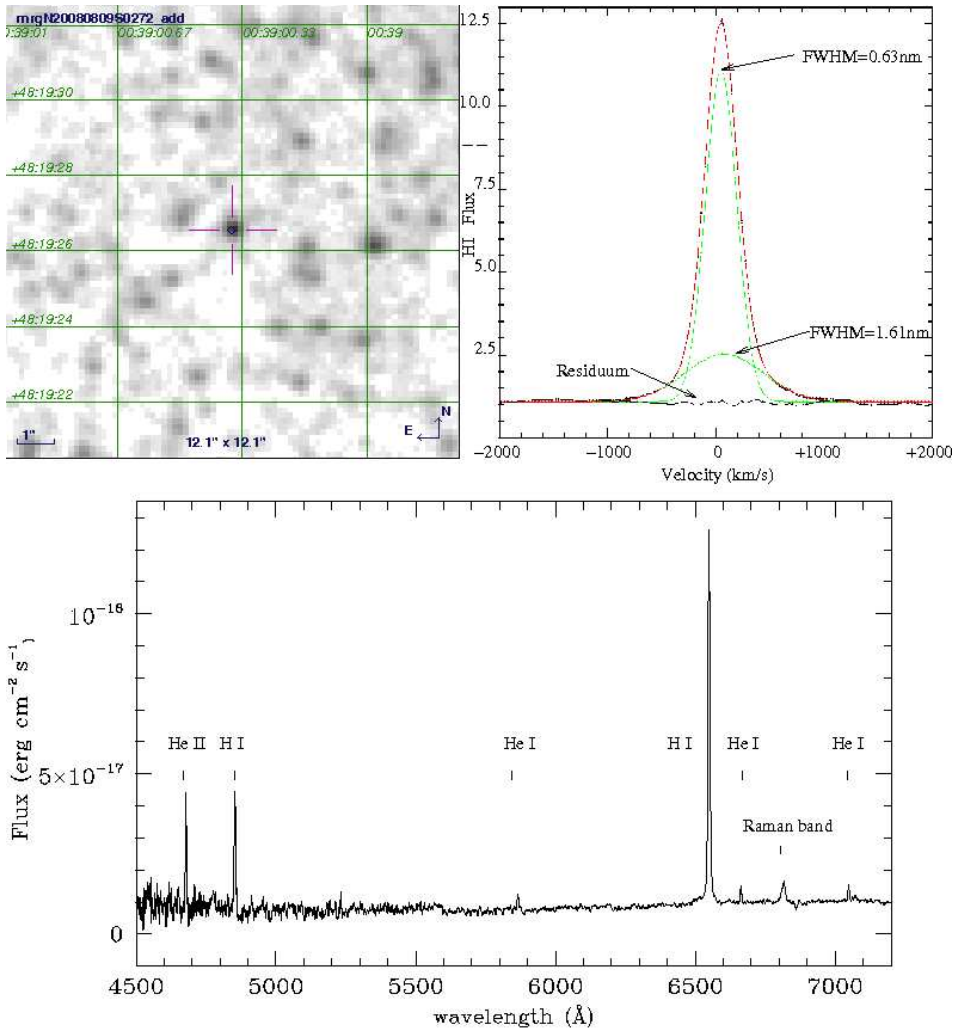 mrgN20080809S0272_add
0:39:01 00:39:00.67 00:39:00.33 00:39
+48:19:30
+48:19:28
+48:19:26
+48:19:24
+48:19:22
1"
12.1" x 12.1"
N
E
12.5
10.0
7.5
5.0
2.5
HI Flux
FWHM=0.63nm
FWHM=1.61nm
Residuum
−2000 −1000 0 +1000 +2000
Velocity (km/s)
Flux (erg cm⁻² s⁻¹)
10⁻¹⁶
5×10⁻¹⁷
0
He II H I He I H I He I He I
Raman band
4500 5000 5500 6000 6500 7000
wavelength (Å)